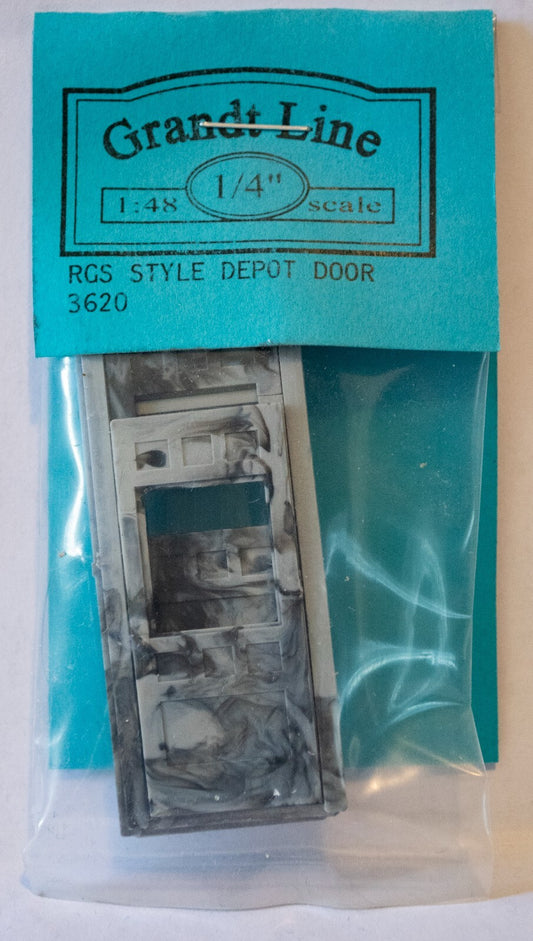 Grandt Line
1:48 1/4" scale
RGS STYLE DEPOT DOOR
3620